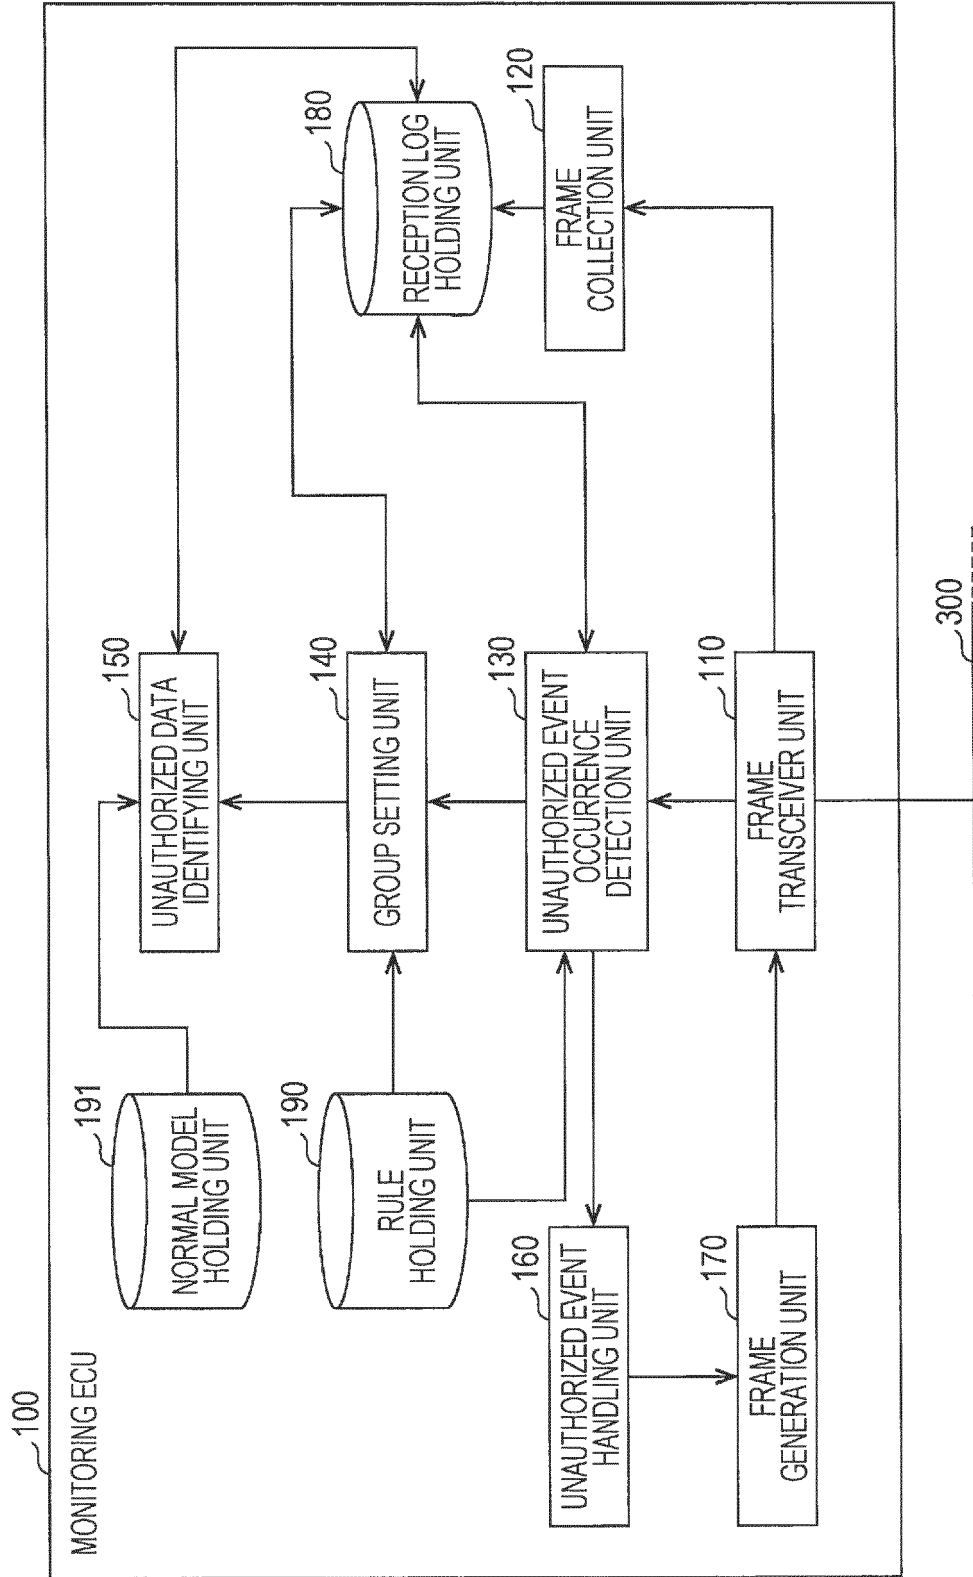 100
MONITORING ECU
191
NORMAL MODEL
HOLDING UNIT
150
UNAUTHORIZED DATA
IDENTIFYING UNIT
190
RULE
HOLDING UNIT
140
GROUP SETTING UNIT
180
RECEPTION LOG
HOLDING UNIT
160
UNAUTHORIZED EVENT
HANDLING UNIT
130
UNAUTHORIZED EVENT
OCCURRENCE
DETECTION UNIT
120
FRAME
COLLECTION UNIT
170
FRAME
GENERATION UNIT
110
FRAME
TRANSCEIVER UNIT
300